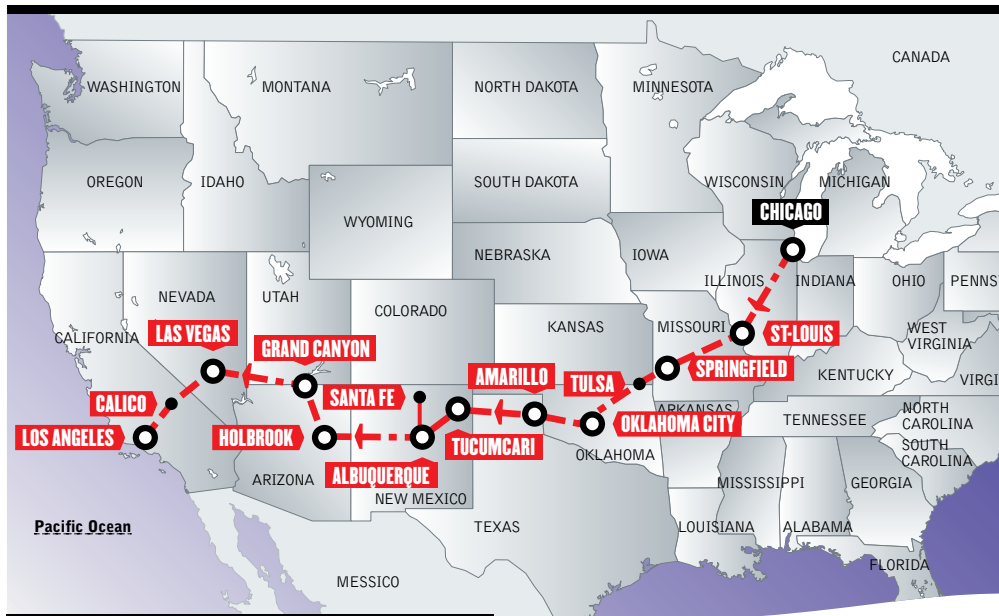 CANADA
WASHINGTON
MONTANA
NORTH DAKOTA
MINNESOTA
OREGON
IDAHO
SOUTH DAKOTA
WISCONSIN
MICHIGAN
WYOMING
CHICAGO
NEBRASKA
IOWA
ILLINOIS
INDIANA
OHIO
PENNS
NEVADA
UTAH
COLORADO
KANSAS
MISSOURI
ST-LOUIS
WEST
VIRGINIA
CALIFORNIA
LAS VEGAS
GRAND CANYON
AMARILLO
TULSA
SPRINGFIELD
KENTUCKY
VIRGI
CALICO
SANTA FE
ARKANSAS
TENNESSEE
NORTH
CAROLINA
LOS ANGELES
HOLBROOK
TUCUMCARI
OKLAHOMA CITY
SOUTH
CAROLINA
ALBUQUERQUE
OKLAHOMA
ARIZONA
NEW MEXICO
MISSISSIPPI
GEORGIA
Pacific Ocean
TEXAS
LOUISIANA
ALABAMA
FLORIDA
MESSICO